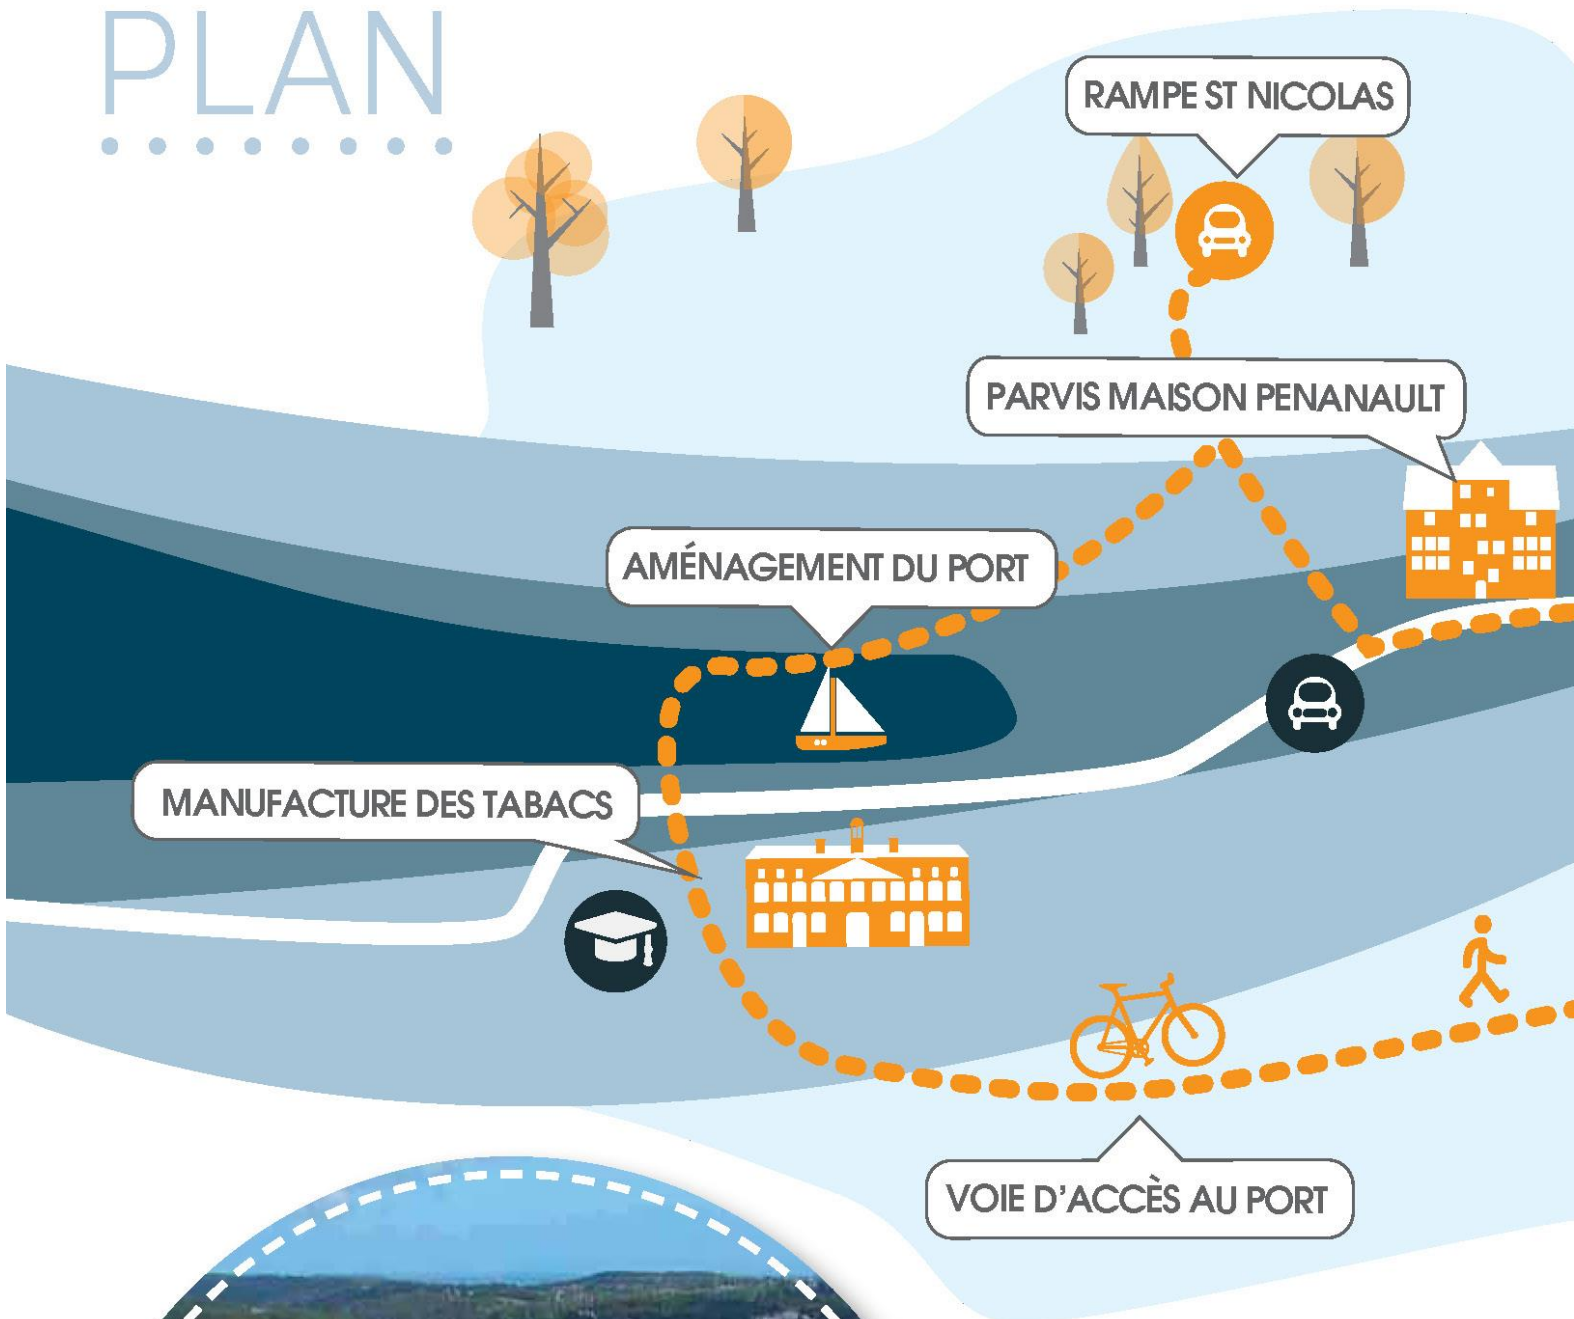 PLAN
RAMPE ST NICOLAS
PARVIS MAISON PENANAULT
AMÉNAGEMENT DU PORT
MANUFACTURE DES TABACS
VOIE D'ACCÈS AU PORT